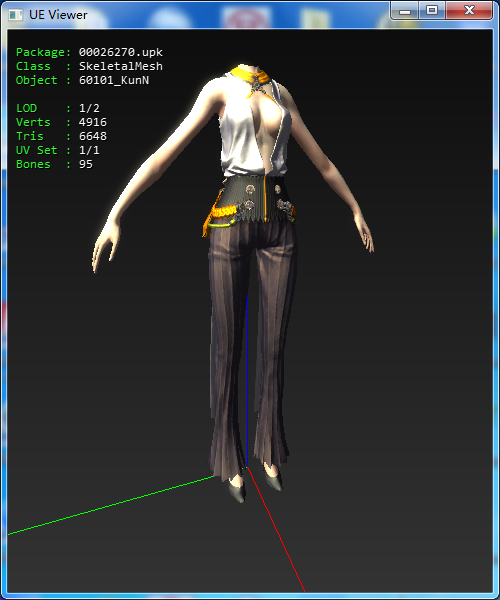 UE Viewer
Package: 00026270.upk
Class : SkeletalMesh
Object : 60101_KunN
LOD : 1/2
Verts : 4916
Tris : 6648
UV Set : 1/1
Bones : 95